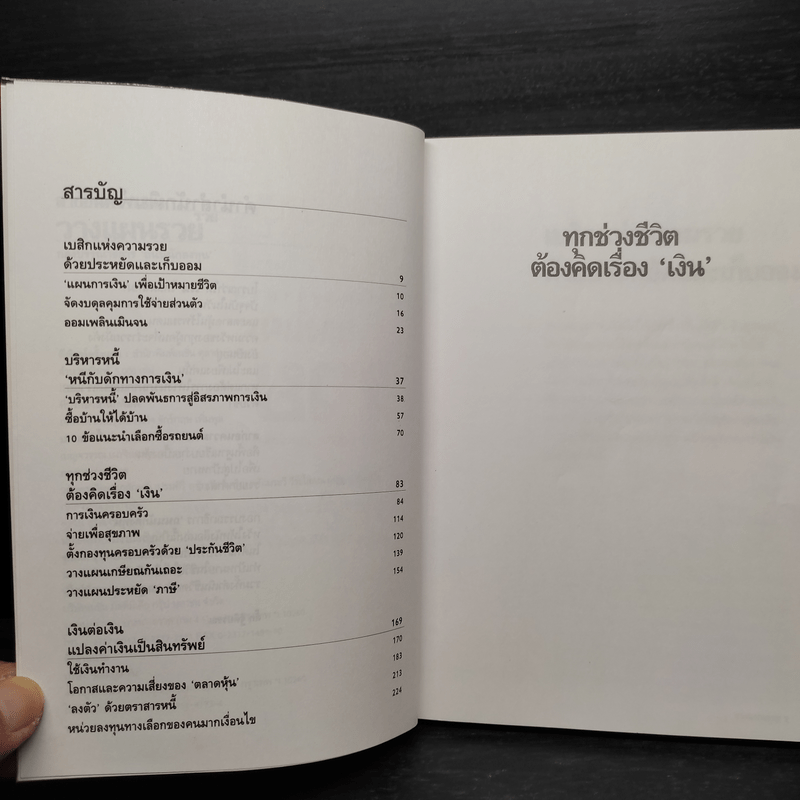 สารบัญ
เบสิกแห่งความรวย
ด้วยประหยัดและเก็บออม 9
'แผนการเงิน' เพื่อเป้าหมายชีวิต 10
จัดงบดุลคุมการใช้จ่ายส่วนตัว 16
ออมเพลินเมินจน 23
บริหารหนี้
'หนีกับดักทางการเงิน' 37
'บริหารหนี้' ปลดพันธการสู่อิสรภาพการเงิน 38
ซื้อบ้านให้ได้บ้าน 57
10 ข้อแนะนำเลือกซื้อรถยนต์ 70
ทุกช่วงชีวิต
ต้องคิดเรื่อง 'เงิน' 83
การเงินครอบครัว 84
จ่ายเพื่อสุขภาพ 114
ตั้งกองทุนครอบครัวด้วย 'ประกันชีวิต' 120
วางแผนเกษียณกันเถอะ 139
วางแผนประหยัด 'ภาษี' 154
เงินต่อเงิน
แปลงค่าเงินเป็นสินทรัพย์ 169
ใช้เงินทำงาน 170
โอกาสและความเสี่ยงของ 'ตลาดหุ้น' 183
'ลงตัว' ด้วยตราสารหนี้ 213
หน่วยลงทุนทางเลือกของคนมากเงื่อนไข 224
ทุกช่วงชีวิต
ต้องคิดเรื่อง 'เงิน'